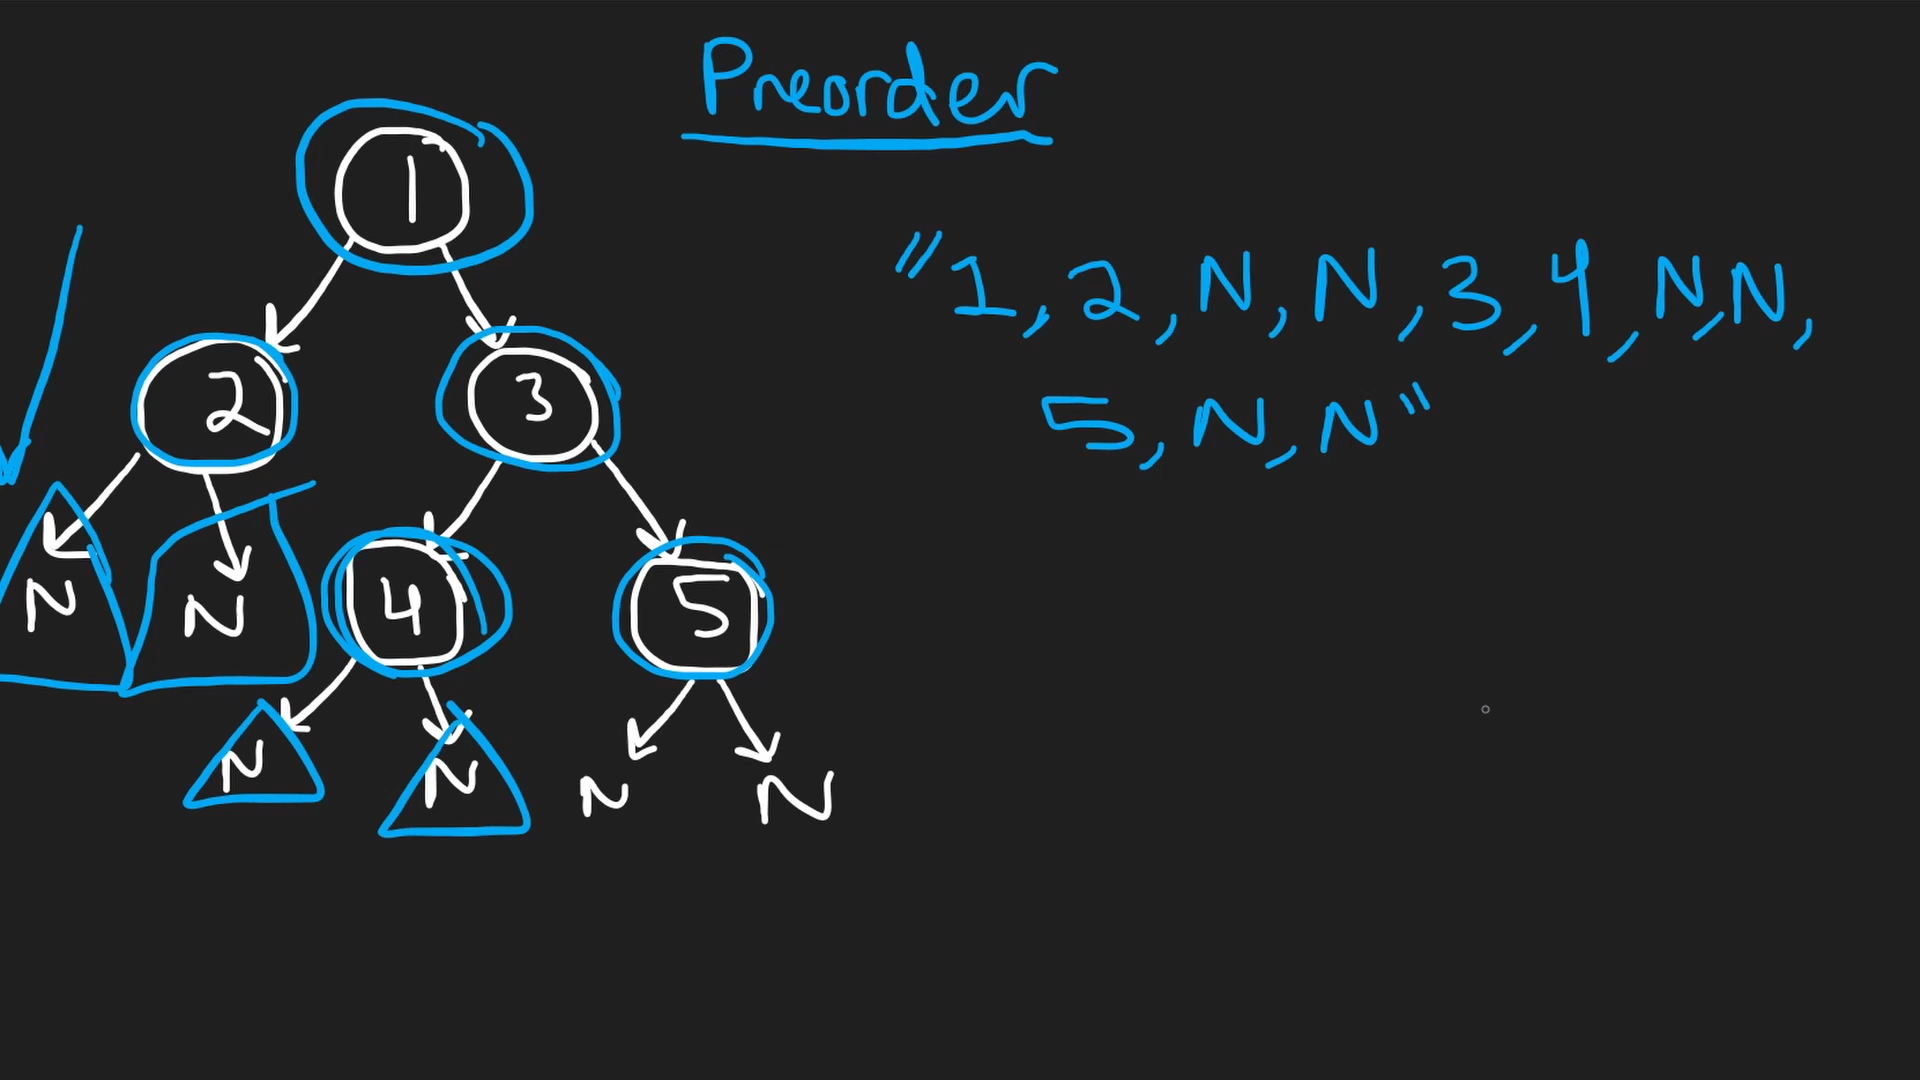 Preorder
1
"1, 2, N, N, 3, 4, N, N,
5, N, N"
2 3
N N 4 5
N N N N